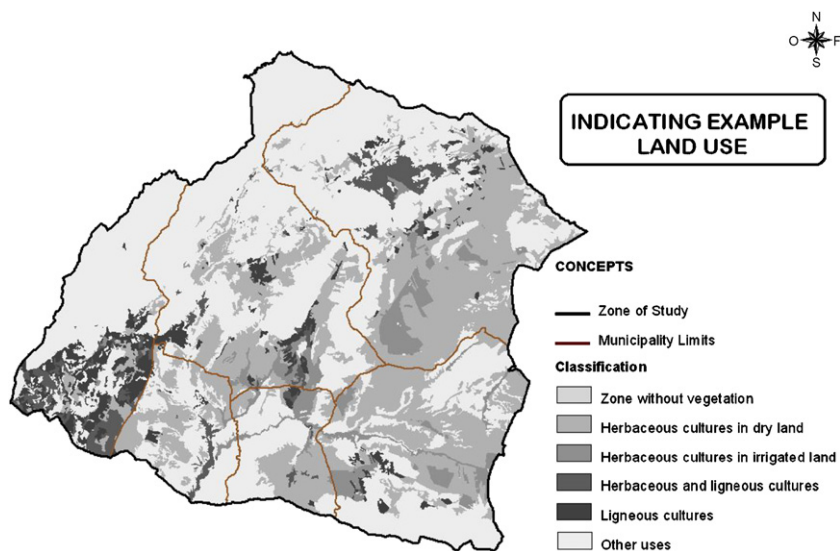 N
O F
S
INDICATING EXAMPLE
LAND USE
CONCEPTS
Zone of Study
Municipality Limits
Classification
Zone without vegetation
Herbaceous cultures in dry land
Herbaceous cultures in irrigated land
Herbaceous and ligneous cultures
Ligneous cultures
Other uses